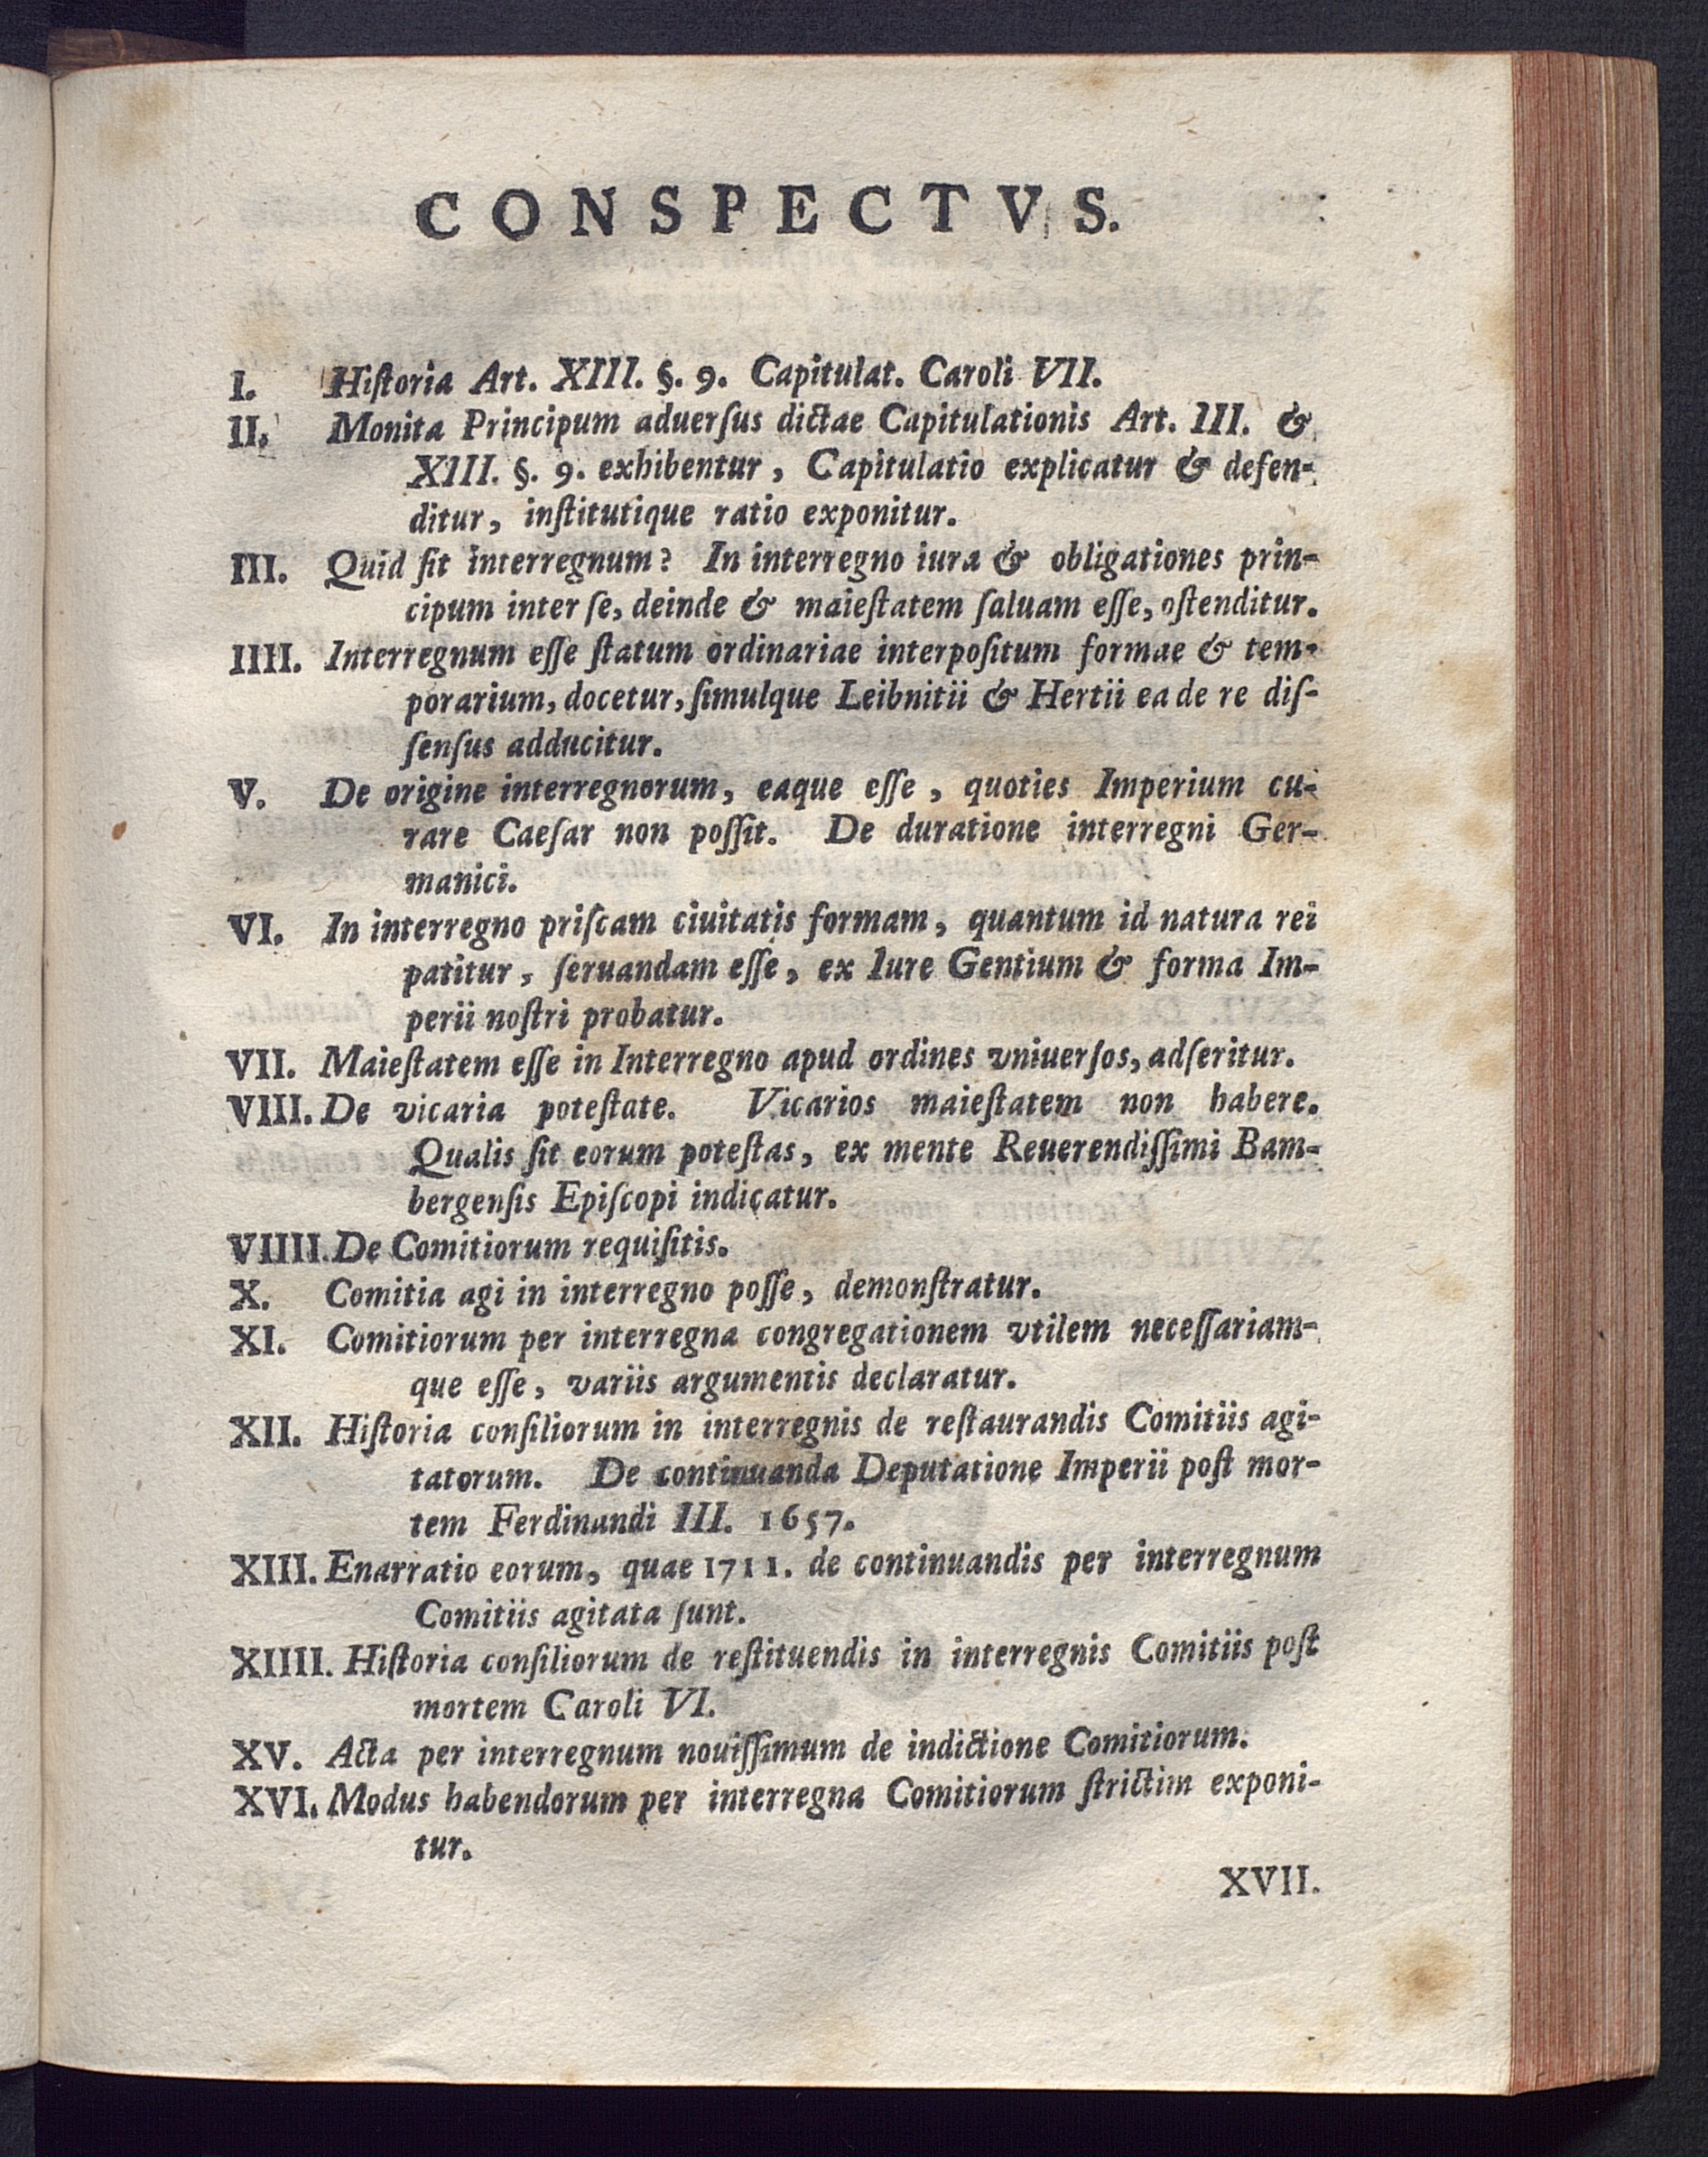 CONSPECTVS.
I. Hiſtoria Art. XIII. §. 9. Capitulat. Caroli VII.
II. Monita Principum aduerſus dictae Capitulationis Art. III. &
XIII. §. 9. exhibentur, Capitulatio explicatur & defen-
ditur, inſtitutique ratio exponitur.
III. Quid ſit interregnum? In interregno iura & obligationes prin-
cipum inter ſe, deinde & maieſtatem ſaluam eſſe, oſtenditur.
IIII. Interregnum eſſe ſtatum ordinariae interpoſitum formae & tem-
porarium, docetur, ſimulque Leibnitii & Hertii ea de re diſ-
ſenſus adducitur.
V. De origine interregnorum, eaque eſſe, quoties Imperium cu-
rare Caeſar non poſſit. De duratione interregni Ger-
manici.
VI. In interregno priſcam ciuitatis formam, quantum id natura rei
patitur, ſeruandam eſſe, ex Iure Gentium & forma Im-
perii noſtri probatur.
VII. Maieſtatem eſſe in Interregno apud ordines vniuerſos, adſeritur.
VIII. De vicaria poteſtate. Vicarios maieſtatem non habere.
Qualis ſit eorum poteſtas, ex mente Reuerendiſſimi Bam-
bergenſis Epiſcopi indicatur.
VIIII. De Comitiorum requiſitis.
X. Comitia agi in interregno poſſe, demonſtratur.
XI. Comitiorum per interregna congregationem vtilem neceſſariam-
que eſſe, variis argumentis declaratur.
XII. Hiſtoria conſiliorum in interregnis de reſtaurandis Comitiis agi-
tatorum. De continuanda Deputatione Imperii poſt mor-
tem Ferdinandi III. 1657.
XIII. Enarratio eorum, quae 1711. de continuandis per interregnum
Comitiis agitata ſunt.
XIIII. Hiſtoria conſiliorum de reſtituendis in interregnis Comitiis poſt
mortem Caroli VI.
XV. Acta per interregnum nouiſſimum de indictione Comitiorum.
XVI. Modus habendorum per interregna Comitiorum ſtrictim exponi-
tur.
XVII.